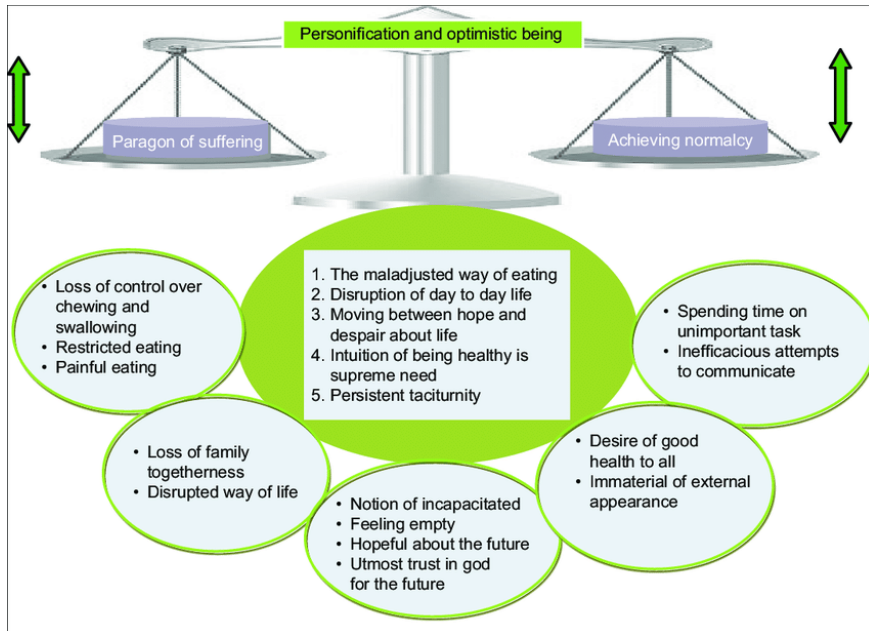 Personification and optimistic being
Paragon of suffering
Achieving normalcy
1. The maladjusted way of eating
2. Disruption of day to day life
3. Moving between hope and
despair about life
4. Intuition of being healthy is
supreme need
5. Persistent taciturnity
• Loss of control over
chewing and
swallowing
• Restricted eating
• Painful eating
• Loss of family
togetherness
• Disrupted way of life
• Notion of incapacitated
• Feeling empty
• Hopeful about the future
• Utmost trust in god
for the future
• Desire of good
health to all
• Immaterial of external
appearance
• Spending time on
unimportant task
• Inefficacious attempts
to communicate